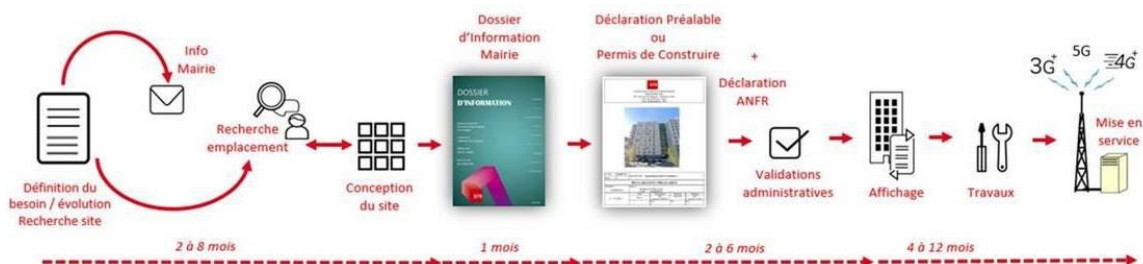 Info
Mairie
Définition du
besoin / évolution
Recherche site
Recherche
emplacement
Conception
du site
Dossier
d'Information
Mairie
DOSSIER
D'INFORMATION
Déclaration Préalable
ou
Permis de Construire
+
Déclaration
ANFR
Validations
administratives
Affichage
Travaux
3G+
5G
4G+
Mise en
service
2 à 8 mois
1 mois
2 à 6 mois
4 à 12 mois